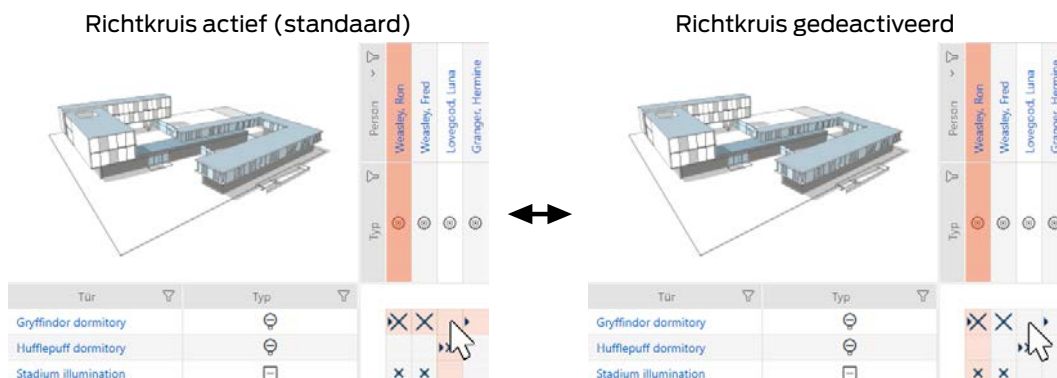 Richtkruis actief (standaard)
Person
Weasley, Ron
Weasley, Fred
Lovegood, Luna
Granger, Hermine
Typ
Tür
Typ
Gryffindor dormitory
Hufflepuff dormitory
Stadium illumination
Richtkruis gedeactiveerd
Person
Weasley, Ron
Weasley, Fred
Lovegood, Luna
Granger, Hermine
Typ
Tür
Typ
Gryffindor dormitory
Hufflepuff dormitory
Stadium illumination